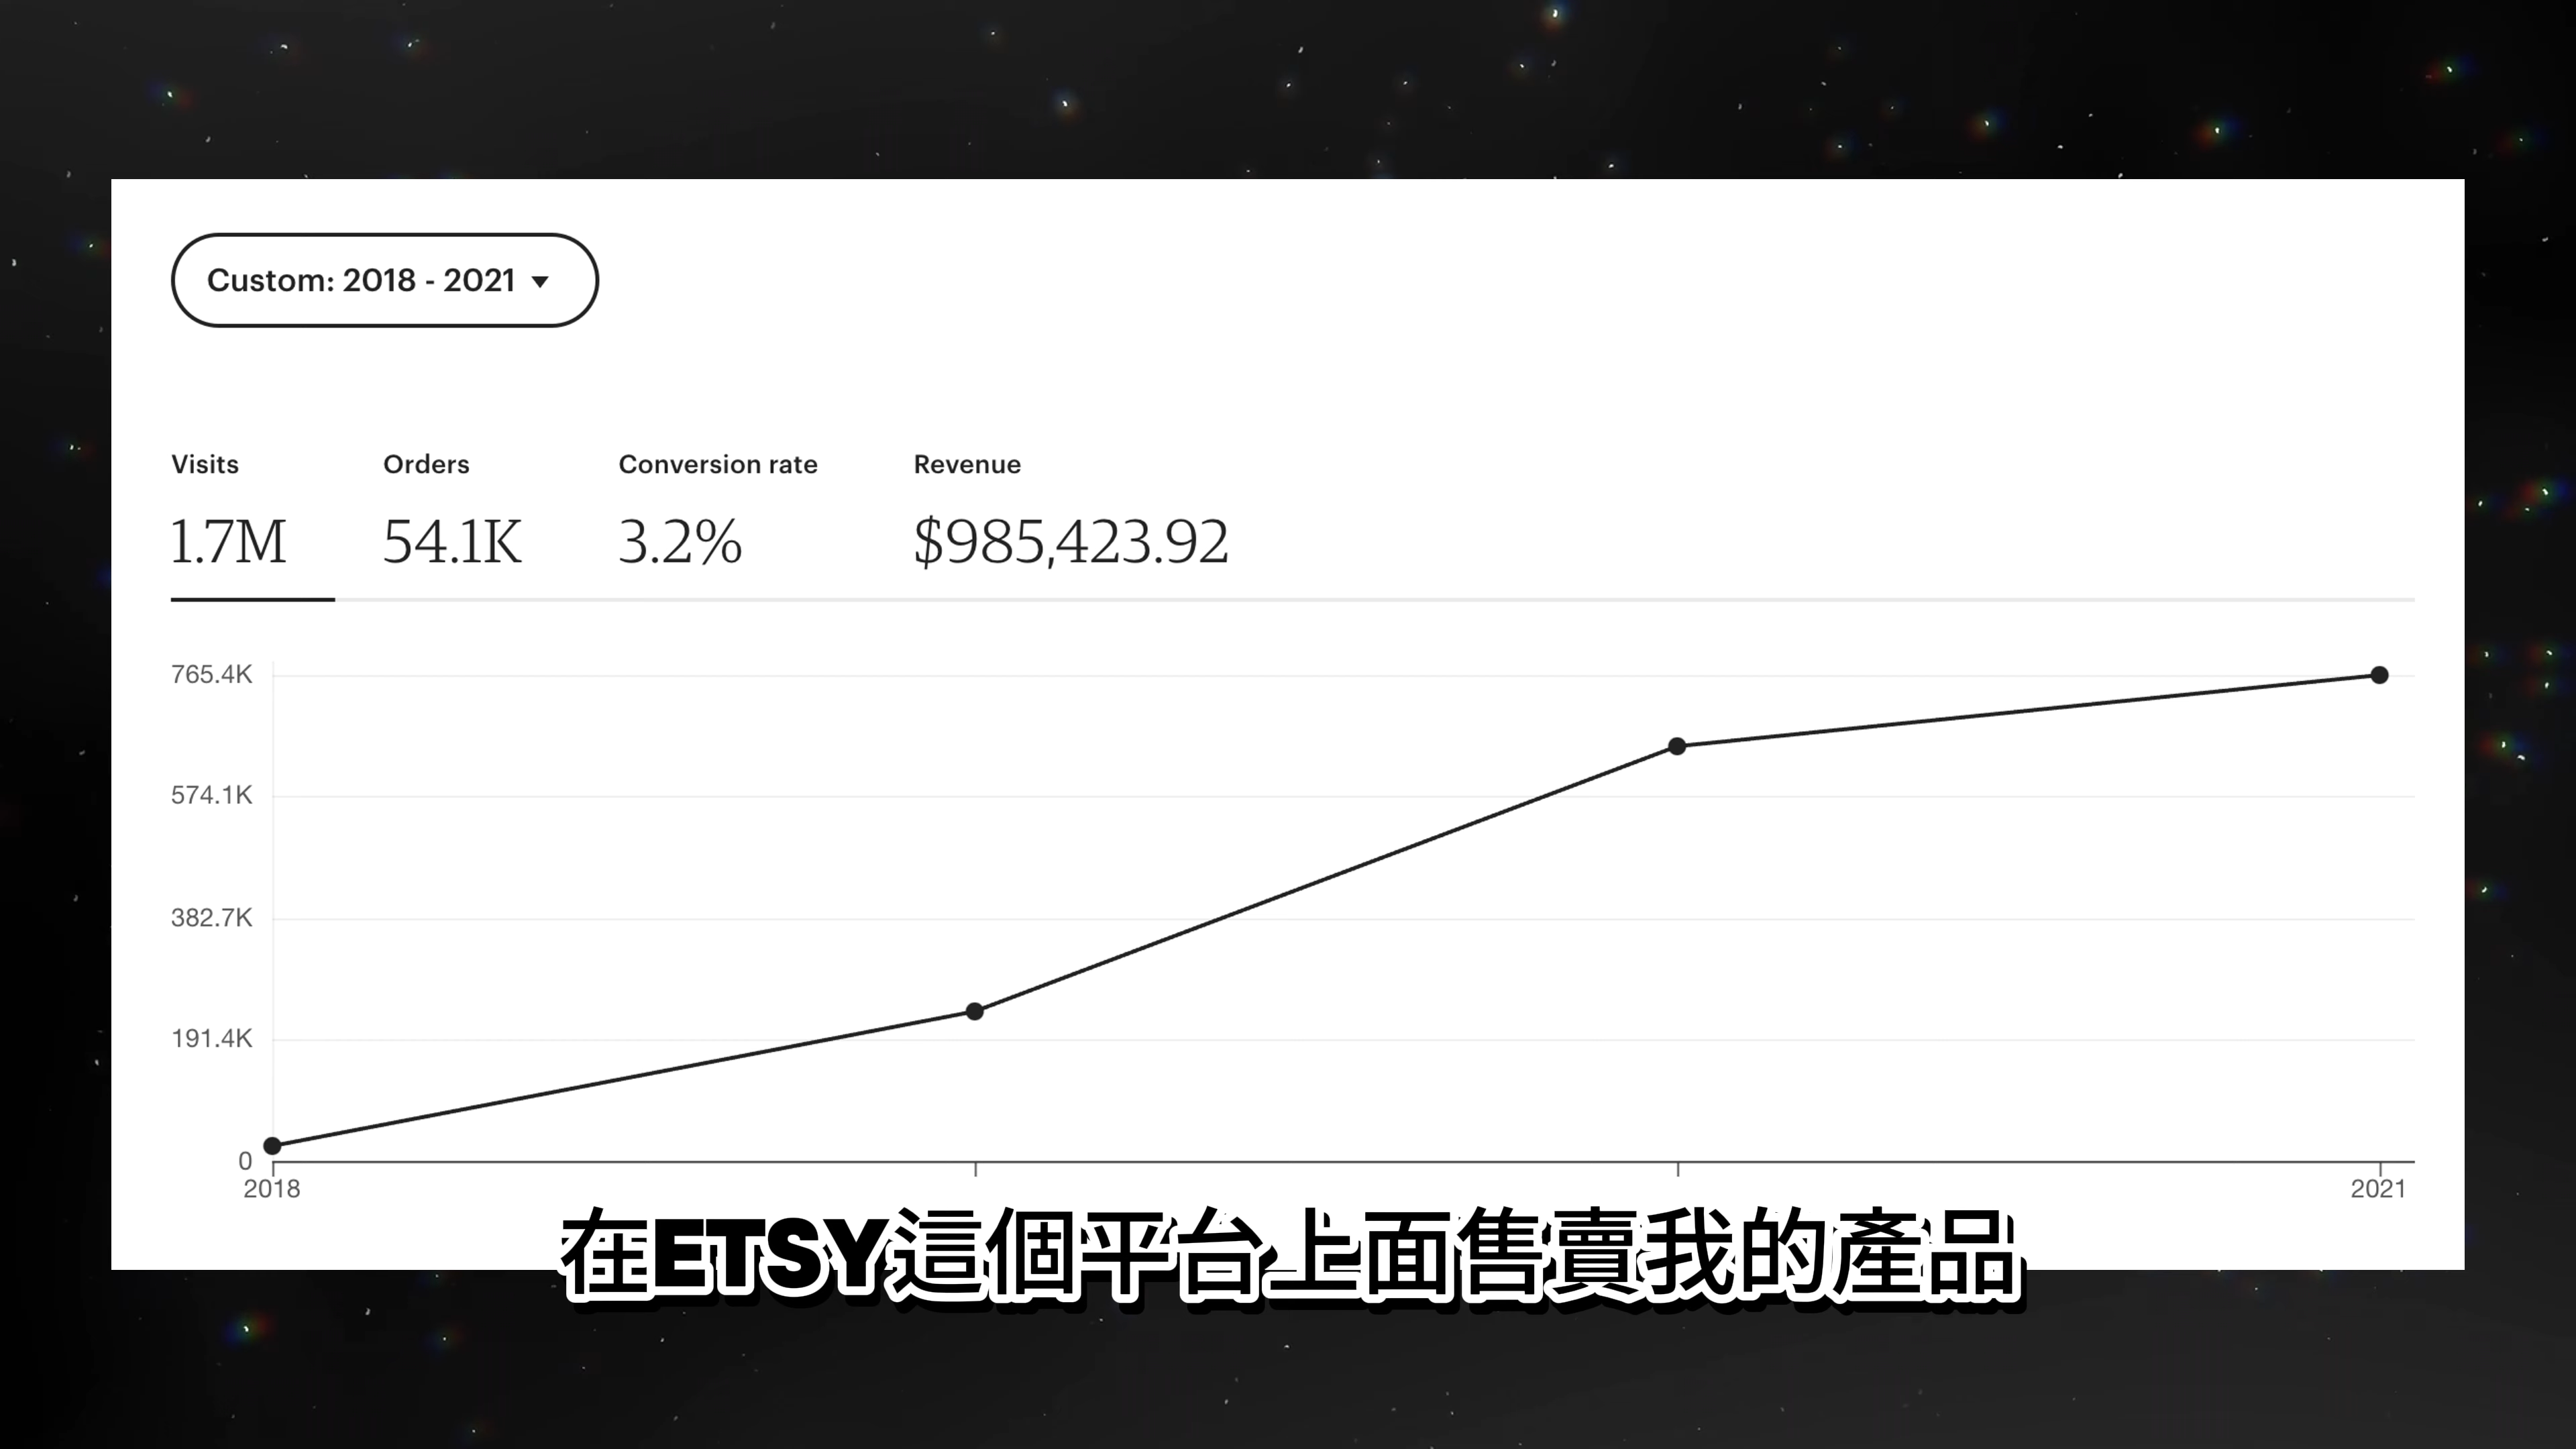 Custom: 2018 - 2021
Visits Orders Conversion rate Revenue
1.7M 54.1K 3.2% $985,423.92
765.4K
574.1K
382.7K
191.4K
0
2018 2021
在ETSY這個平台上面售賣我的產品